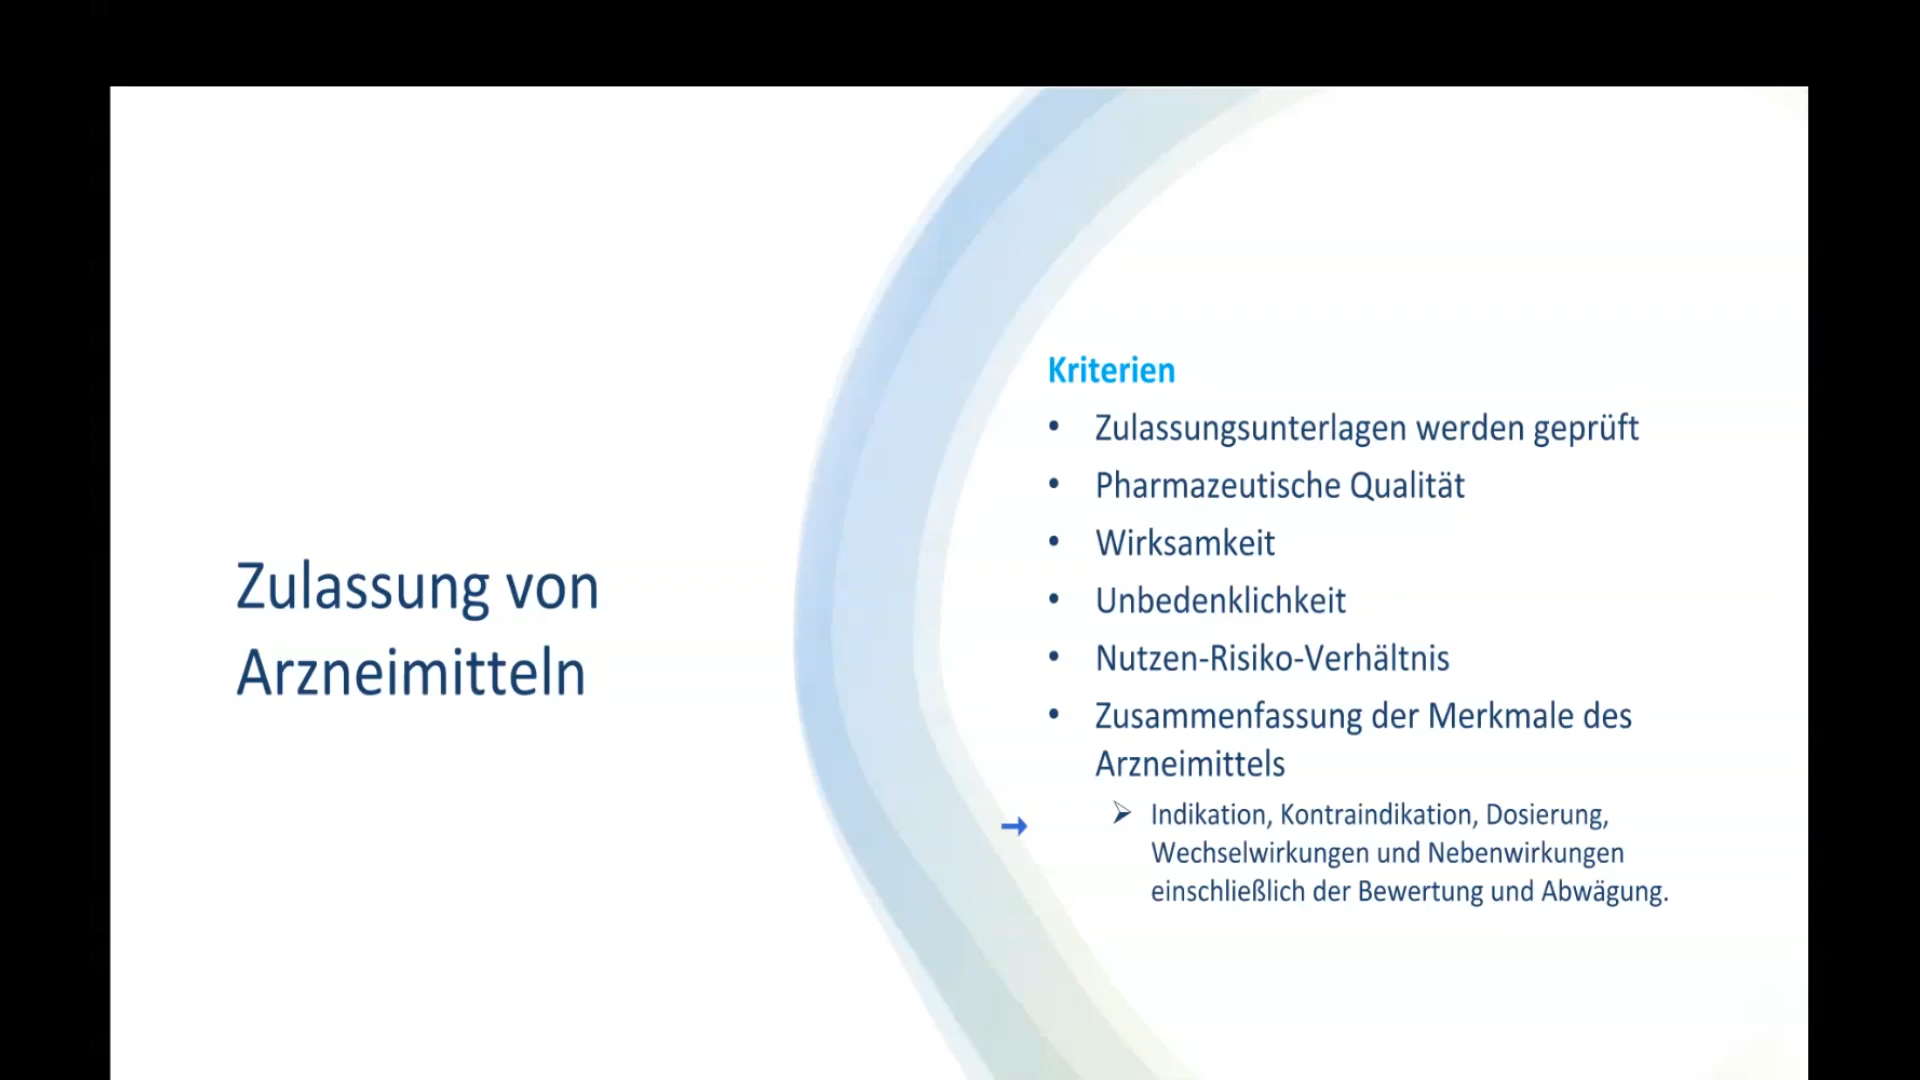 Zulassung von
Arzneimitteln
Kriterien
• Zulassungsunterlagen werden geprüft
• Pharmazeutische Qualität
• Wirksamkeit
• Unbedenklichkeit
• Nutzen-Risiko-Verhältnis
• Zusammenfassung der Merkmale des
Arzneimittels
➢ Indikation, Kontraindikation, Dosierung,
Wechselwirkungen und Nebenwirkungen
einschließlich der Bewertung und Abwägung.